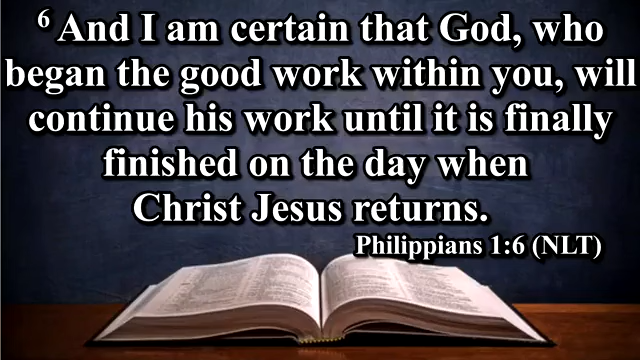 6 And I am certain that God, who
began the good work within you, will
continue his work until it is finally
finished on the day when
Christ Jesus returns.
Philippians 1:6 (NLT)